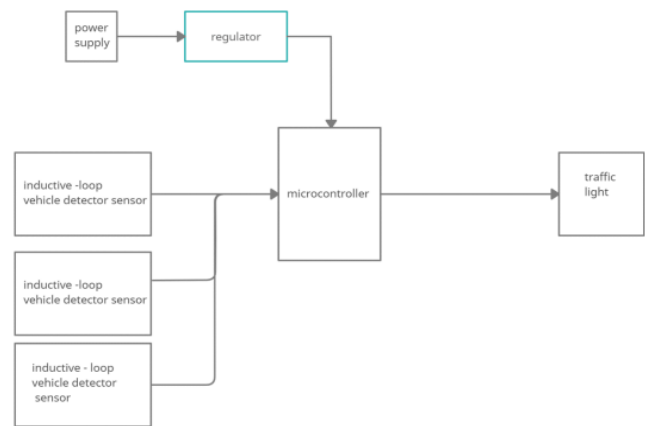 power
supply
regulator
inductive -loop
vehicle detector sensor
microcontroller
traffic
light
inductive -loop
vehicle detector sensor
inductive - loop
vehicle detector
sensor